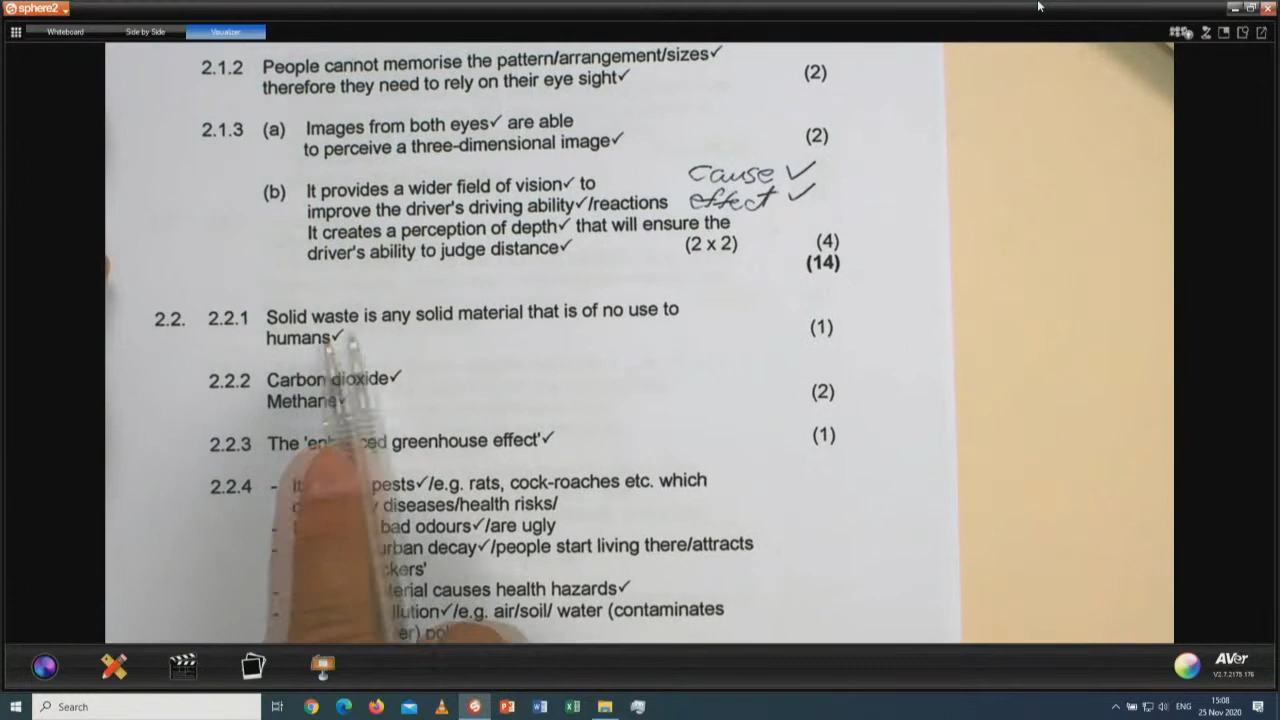 sphere2
Whiteboard Side by Side Visualizer
2.1.2 People cannot memorise the pattern/arrangement/sizes✓
therefore they need to rely on their eye sight✓ (2)
2.1.3 (a) Images from both eyes✓ are able
to perceive a three-dimensional image✓ (2)
cause ✓
(b) It provides a wider field of vision✓ to
effect ✓
improve the driver's driving ability✓/reactions
It creates a perception of depth✓ that will ensure the
driver's ability to judge distance✓ (2 x 2) (4)
(14)
2.2. 2.2.1 Solid waste is any solid material that is of no use to
humans✓ (1)
2.2.2 Carbon dioxide✓
Methane✓ (2)
2.2.3 The greenhouse effect'✓ (1)
2.2.4 - pests✓/e.g. rats, cock-roaches etc. which
diseases/health risks/
- bad odours✓/are ugly
- urban decay✓/people start living there/attracts
- causes health hazards✓
- /e.g. air/soil/ water (contaminates
AVer
V2.7.2175.176
Search
ENG
15:08
25 Nov 2020